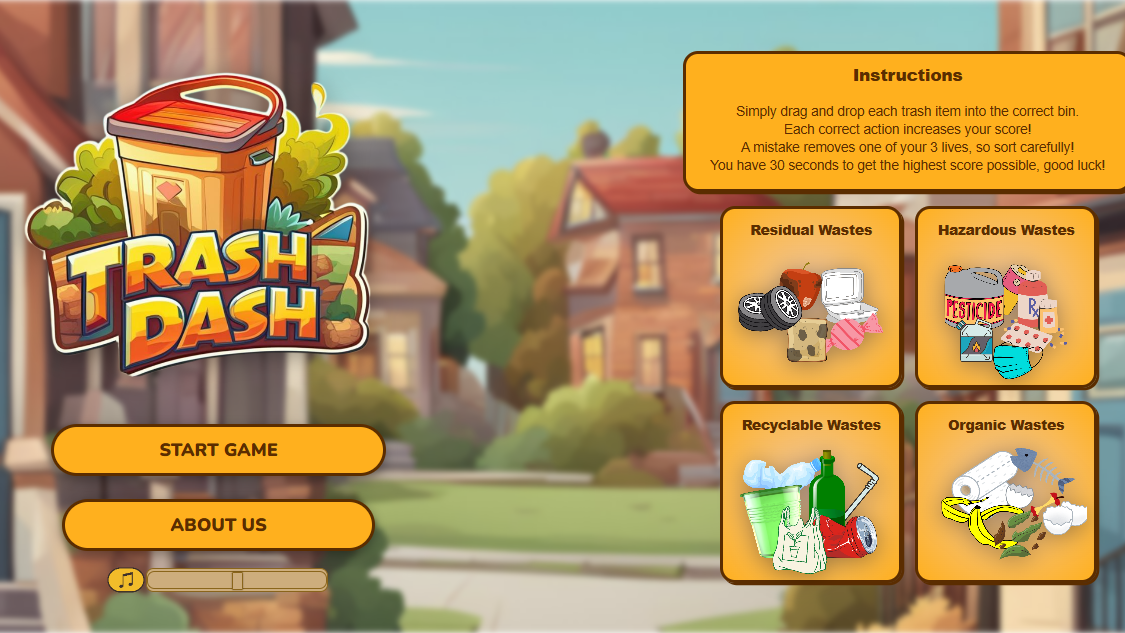 TRASH
DASH
START GAME
ABOUT US
Instructions
Simply drag and drop each trash item into the correct bin.
Each correct action increases your score!
A mistake removes one of your 3 lives, so sort carefully!
You have 30 seconds to get the highest score possible, good luck!
Residual Wastes
Hazardous Wastes
PESTICIDE
Rx
Recyclable Wastes
Organic Wastes